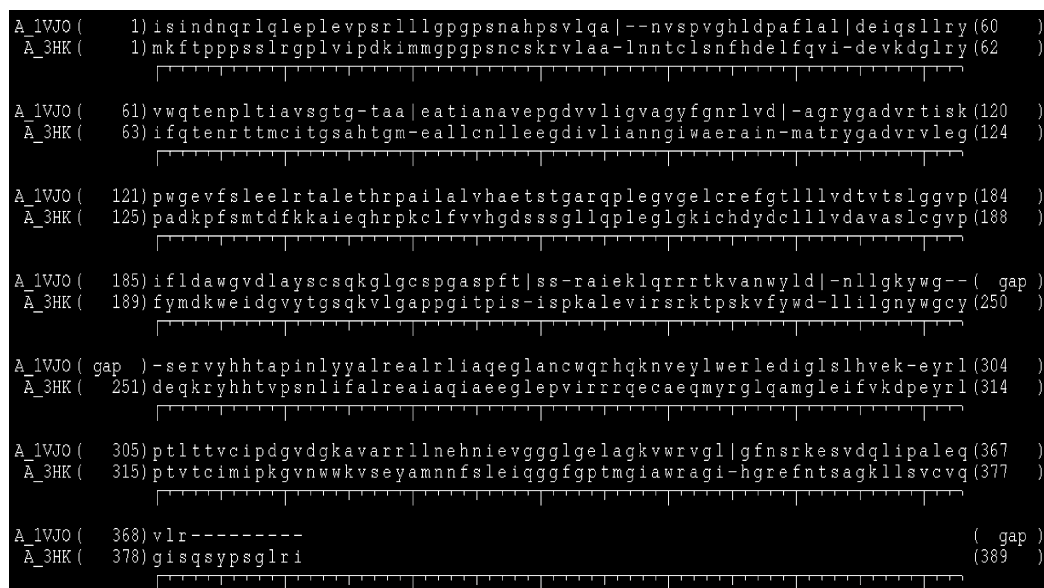 A_1VJO ( 1)isindnqrlqleplevpsrlllgpgpsnahpsvlqa|--nvspvghldpaflal|deiqsllry(60 )
A_3HK ( 1)mkftpppsslrgplvipdkimmgpgpsncskrvlaa-lnntclsnfhdelfqvi-devkdglry(62 )
A_1VJO ( 61)vwqtenpltiavsgtg-taa|eatianavepgdvvligvagyfgnrlvd|-agrygadvrtisk(120 )
A_3HK ( 63)ifqtenrttmcitgsahtgm-eallcnlleegdivlianngiwaerain-matrygadvrvleg(124 )
A_1VJO ( 121)pwgevfsleelrtalethrpailalvhaetstgarqplegvgelcrefgtlllvdtvtslggvp(184 )
A_3HK ( 125)padkpfsmtdfkkaieqhrpkclfvvhgdsssgllqpleglgkichdydclllvdavaslcgvp(188 )
A_1VJO ( 185)ifldawgvdlayscsqkglgcspgaspft|ss-raieklqrrrtkvanwyld|-nllgkywg--( gap )
A_3HK ( 189)fymdkweidgvytgsqkvlgappgitpis-ispkalevirsrktpskvfywd-llilgnywgcy(250 )
A_1VJO ( gap )-servyhhtapinlyyalrealrliaqeglancwqrhqknveylwerlediglslhvek-eyrl(304 )
A_3HK ( 251)deqkryhhtvpsnlifalreaiaqiaeeglepvirrrqecaeqmyrglqamgleifvkdpeyrl(314 )
A_1VJO ( 305)ptlttvcipdgvdgkavarrllnehnievggglgelagkvwrvgl|gfnsrkesvdqlipaleq(367 )
A_3HK ( 315)ptvtcimipkgvnwwkvseyamnnfsleiqggfgptmgiawragi-hgrefntsagkllsvcvq(377 )
A_1VJO ( 368)vlr--------- ( gap )
A_3HK ( 378)gisqsypsglri (389 )